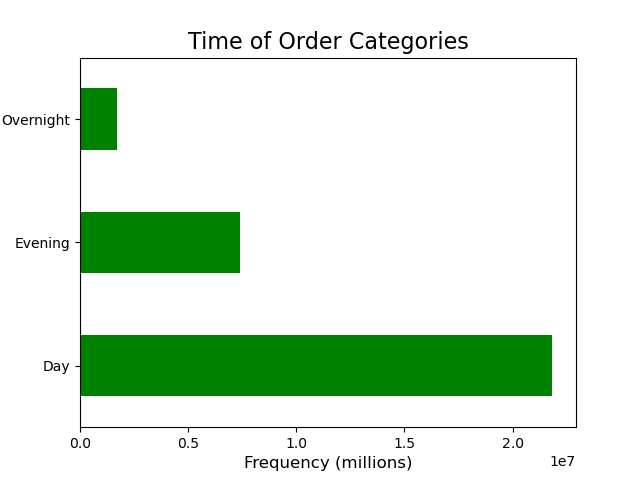 Time of Order Categories
Overnight
Evening
Day
0.0 0.5 1.0 1.5 2.0
1e7
Frequency (millions)